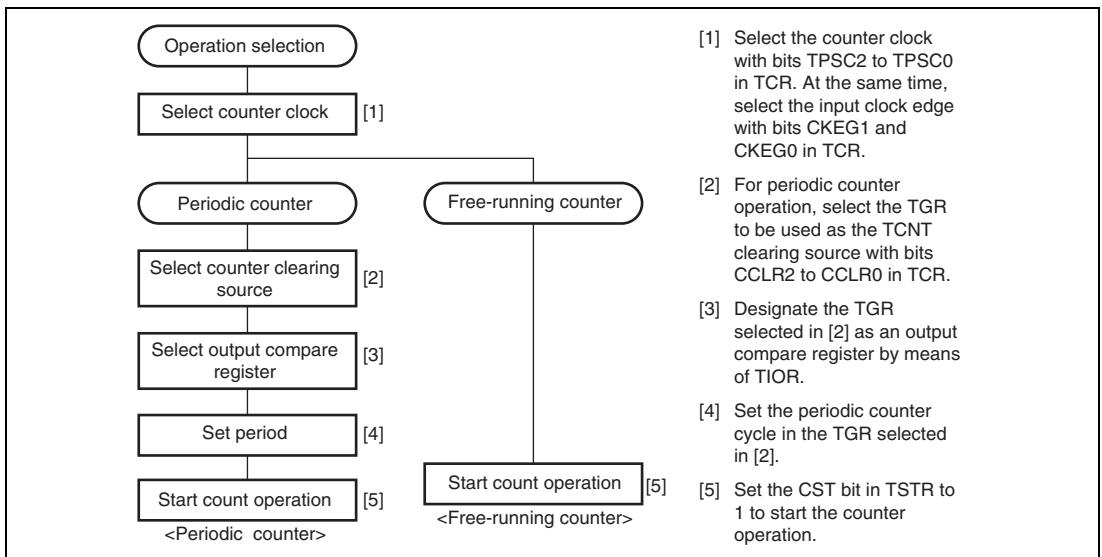 Operation selection
Select counter clock
[1]
Periodic counter
Free-running counter
Select counter clearing
source
[2]
Select output compare
register
[3]
Set period
[4]
Start count operation
[5]
<Periodic counter>
Start count operation
[5]
<Free-running counter>
[1] Select the counter clock
with bits TPSC2 to TPSC0
in TCR. At the same time,
select the input clock edge
with bits CKEG1 and
CKEG0 in TCR.
[2] For periodic counter
operation, select the TGR
to be used as the TCNT
clearing source with bits
CCLR2 to CCLR0 in TCR.
[3] Designate the TGR
selected in [2] as an output
compare register by means
of TIOR.
[4] Set the periodic counter
cycle in the TGR selected
in [2].
[5] Set the CST bit in TSTR to
1 to start the counter
operation.